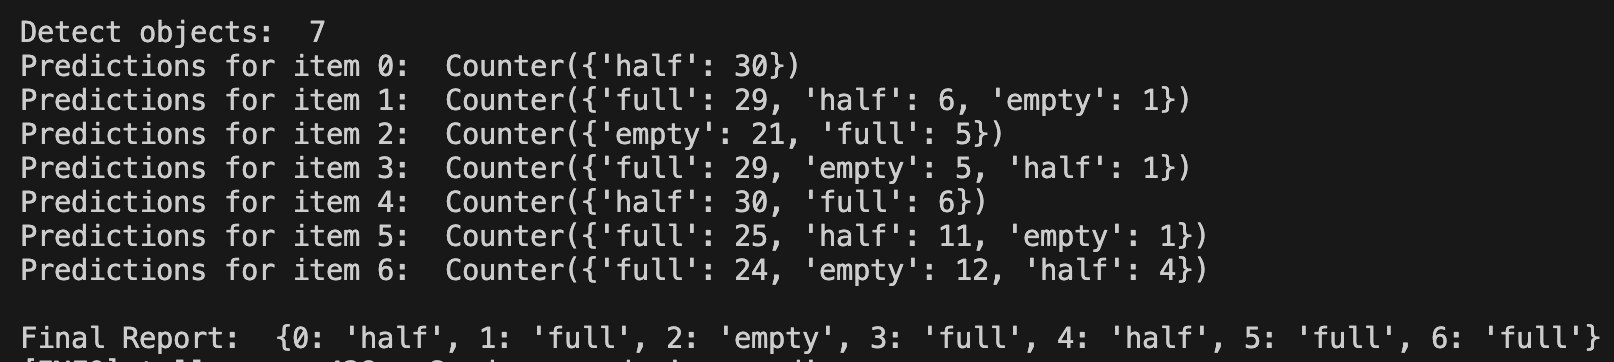 Detect objects:  7
Predictions for item 0:  Counter({'half': 30})
Predictions for item 1:  Counter({'full': 29, 'half': 6, 'empty': 1})
Predictions for item 2:  Counter({'empty': 21, 'full': 5})
Predictions for item 3:  Counter({'full': 29, 'empty': 5, 'half': 1})
Predictions for item 4:  Counter({'half': 30, 'full': 6})
Predictions for item 5:  Counter({'full': 25, 'half': 11, 'empty': 1})
Predictions for item 6:  Counter({'full': 24, 'empty': 12, 'half': 4})
Final Report:  {0: 'half', 1: 'full', 2: 'empty', 3: 'full', 4: 'half', 5: 'full', 6: 'full'}